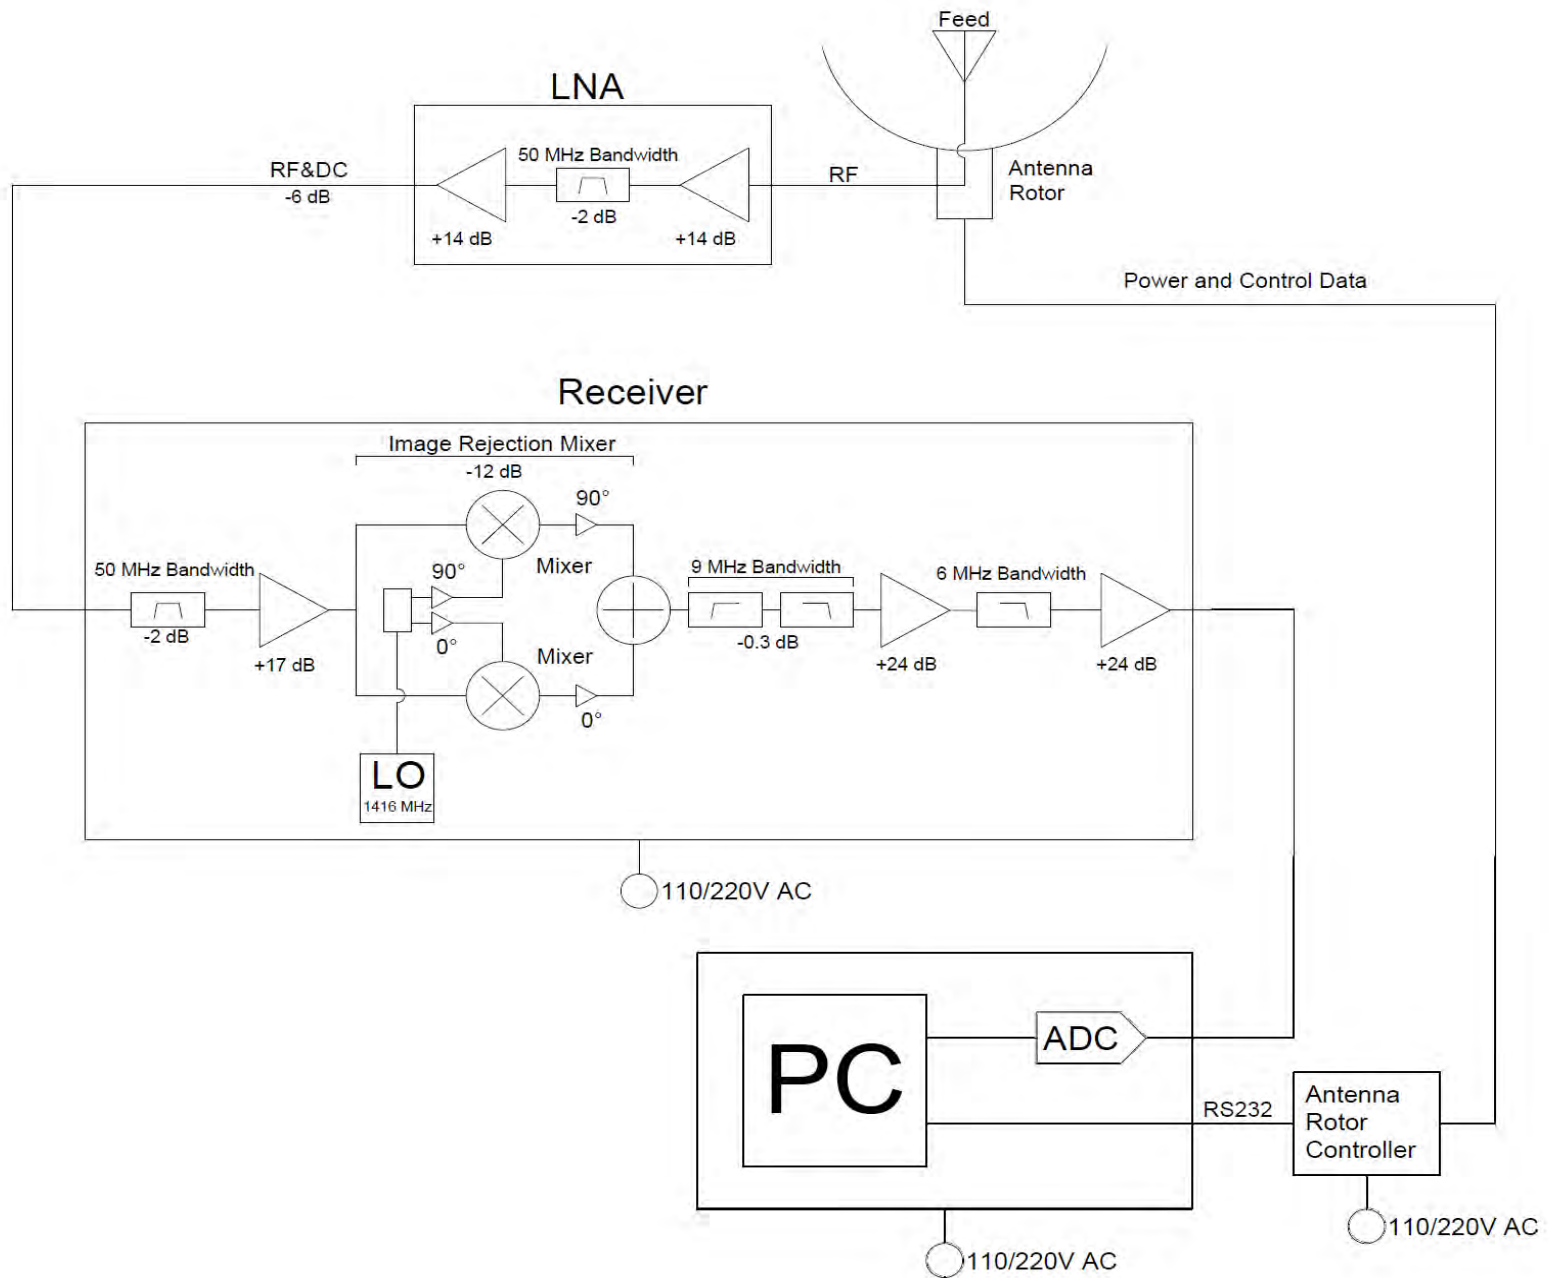 Feed
LNA
50 MHz Bandwidth
RF&DC
-6 dB
-2 dB
+14 dB
+14 dB
RF
Antenna
Rotor
Power and Control Data
Receiver
Image Rejection Mixer
-12 dB
90°
Mixer
50 MHz Bandwidth
90°
9 MHz Bandwidth
6 MHz Bandwidth
-2 dB
0°
-0.3 dB
+17 dB
Mixer
+24 dB
+24 dB
0°
LO
1416 MHz
110/220V AC
PC
ADC
RS232
Antenna
Rotor
Controller
110/220V AC
110/220V AC